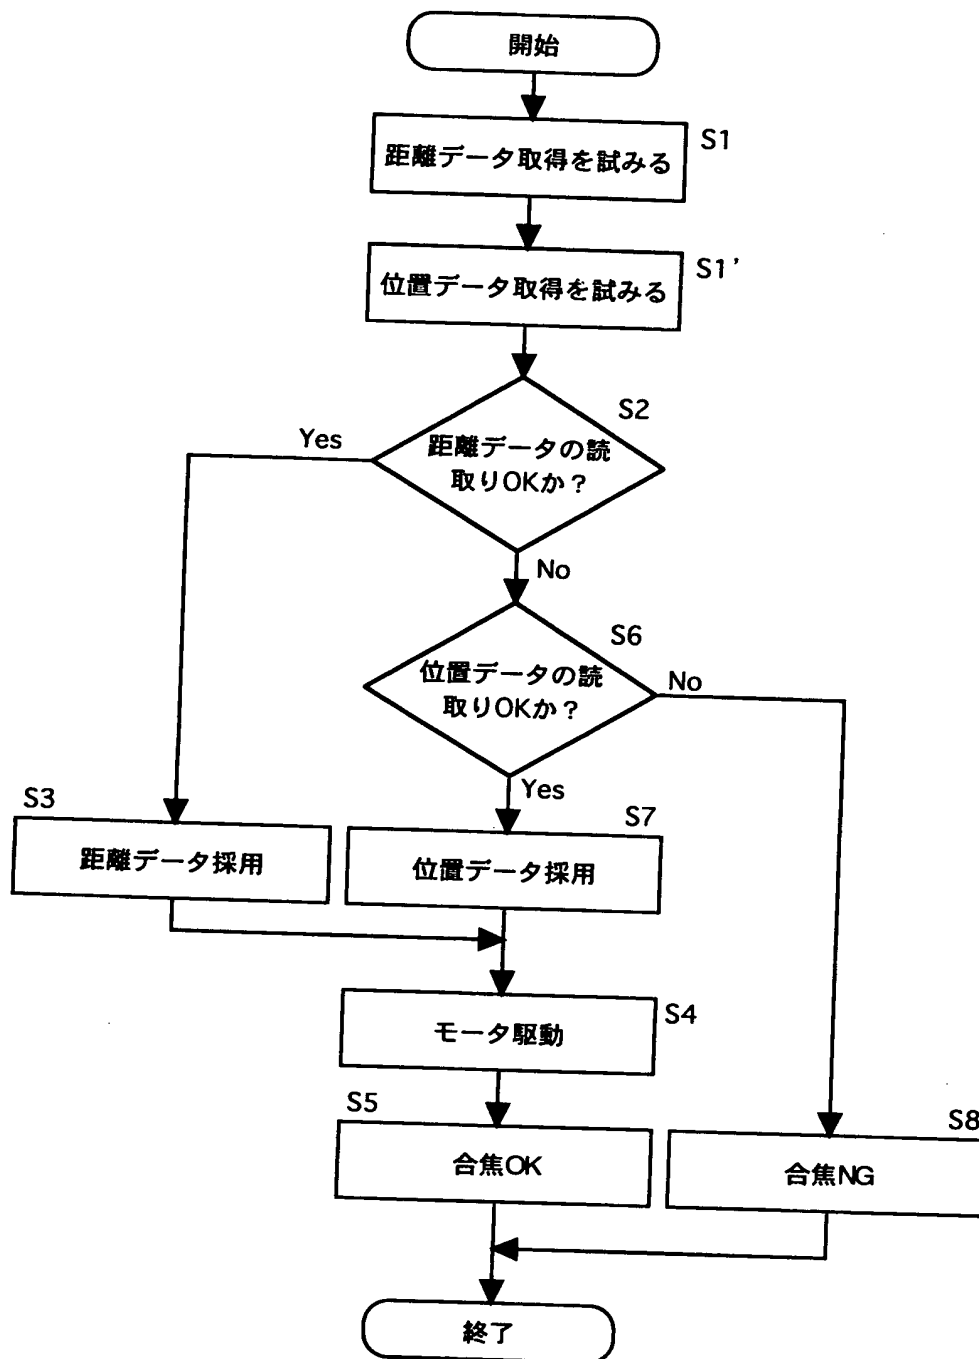 開始
S1
距離データ取得を試みる
S1'
位置データ取得を試みる
S2
Yes
距離データの読
取りOKか？
No
S6
位置データの読
取りOKか？
No
Yes
S3
S7
距離データ採用
位置データ採用
S4
モータ駆動
S5
S8
合焦OK
合焦NG
終了